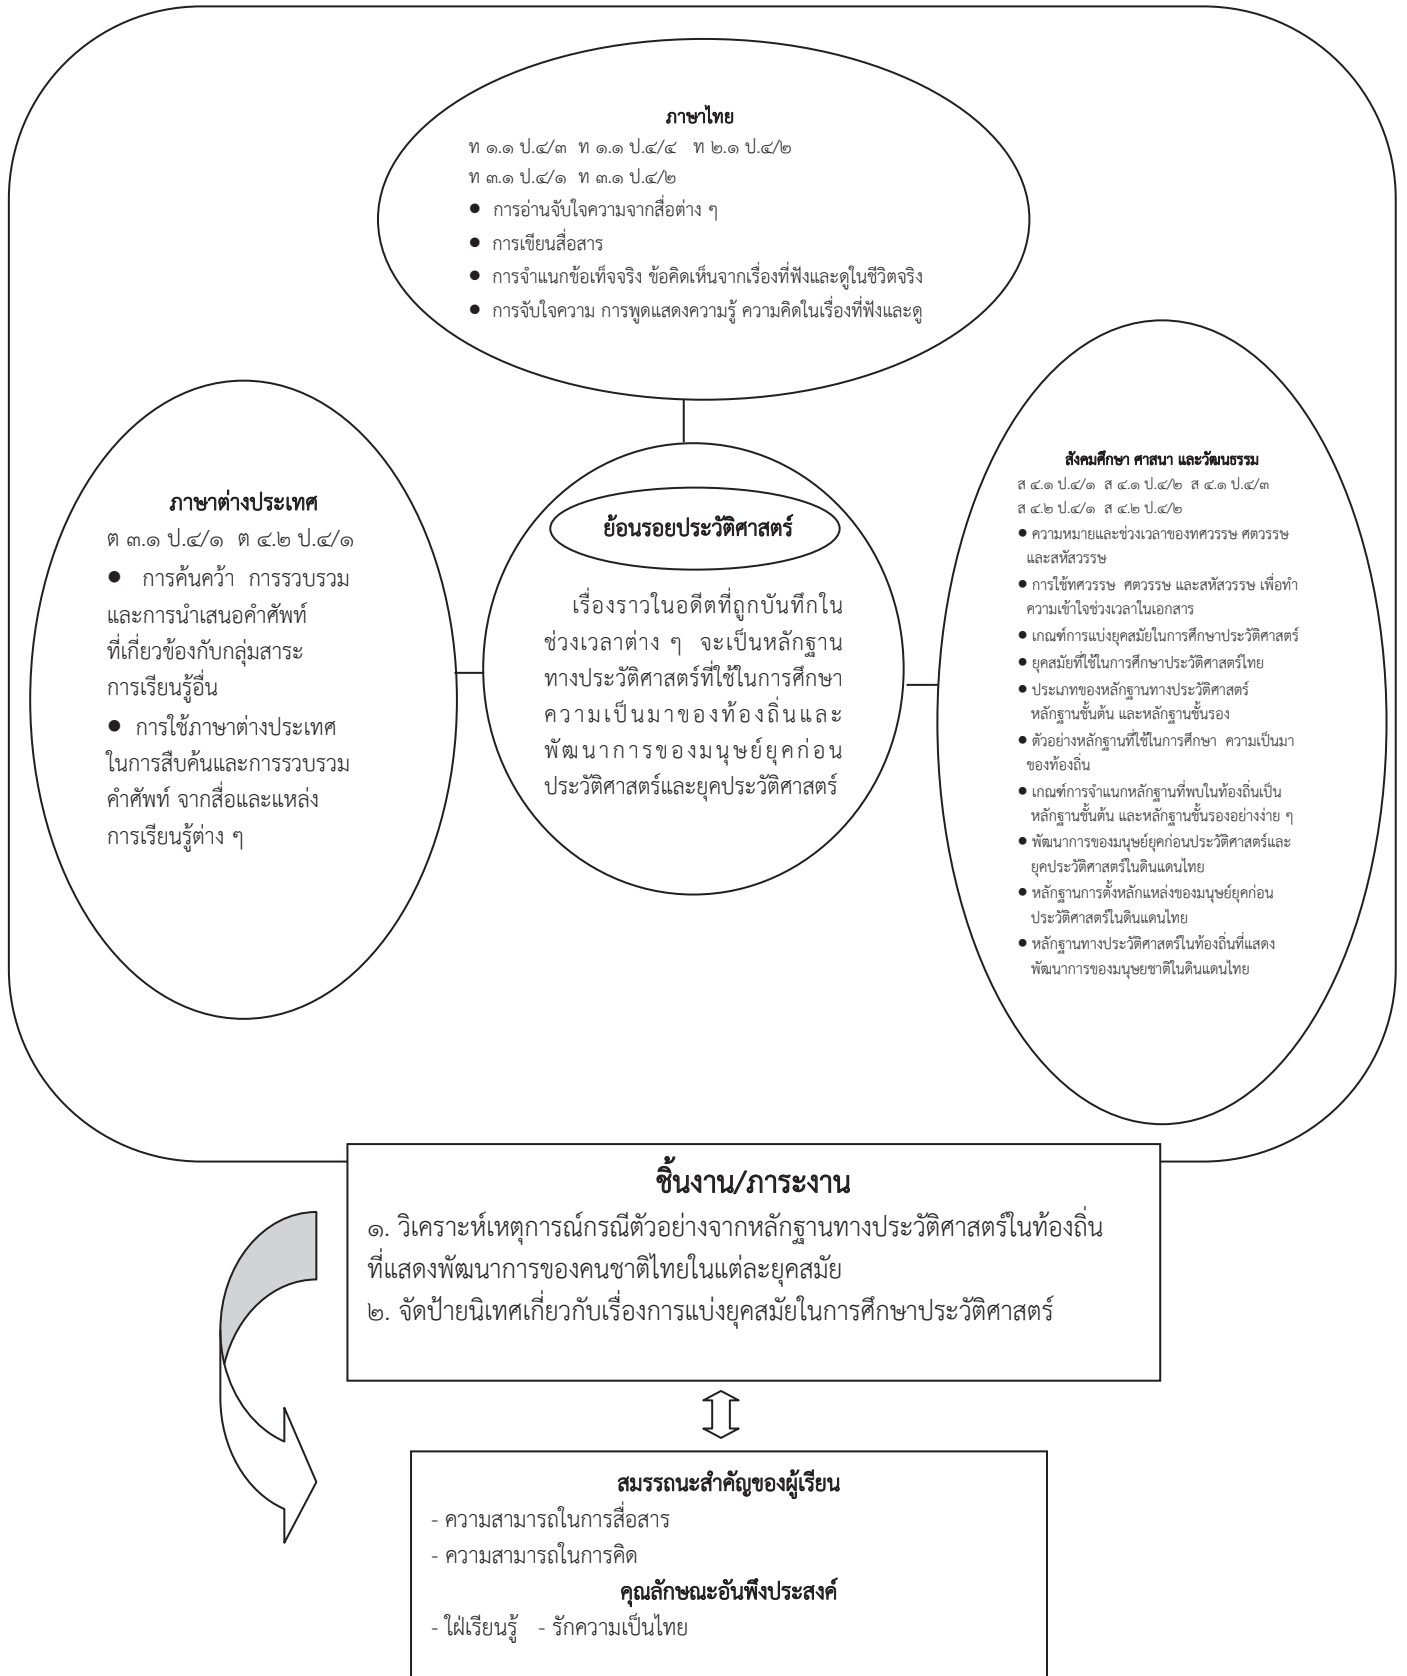 ภาษาไทย
ท ๑.๑ ป.๔/๓ ท ๑.๑ ป.๔/๔ ท ๒.๑ ป.๔/๒
ท ๓.๑ ป.๔/๑ ท ๓.๑ ป.๔/๒
● การอ่านจับใจความจากสื่อต่าง ๆ
● การเขียนสื่อสาร
● การจำแนกข้อเท็จจริง ข้อคิดเห็นจากเรื่องที่ฟังและดูในชีวิตจริง
● การจับใจความ การพูดแสดงความรู้ ความคิดในเรื่องที่ฟังและดู
ภาษาต่างประเทศ
ต ๓.๑ ป.๔/๑ ต ๔.๒ ป.๔/๑
● การค้นคว้า การรวบรวม
และการนำเสนอคำศัพท์
ที่เกี่ยวข้องกับกลุ่มสาระ
การเรียนรู้อื่น
● การใช้ภาษาต่างประเทศ
ในการสืบค้นและการรวบรวม
คำศัพท์ จากสื่อและแหล่ง
การเรียนรู้ต่าง ๆ
ย้อนรอยประวัติศาสตร์
เรื่องราวในอดีตที่ถูกบันทึกใน
ช่วงเวลาต่าง ๆ จะเป็นหลักฐาน
ทางประวัติศาสตร์ที่ใช้ในการศึกษา
ความเป็นมาของท้องถิ่นและ
พัฒนาการของมนุษย์ยุคก่อน
ประวัติศาสตร์และยุคประวัติศาสตร์
สังคมศึกษา ศาสนา และวัฒนธรรม
ส ๔.๑ ป.๔/๑ ส ๔.๑ ป.๔/๒ ส ๔.๑ ป.๔/๓
ส ๔.๒ ป.๔/๑ ส ๔.๒ ป.๔/๒
● ความหมายและช่วงเวลาของทศวรรษ ศตวรรษ
และสหัสวรรษ
● การใช้ทศวรรษ ศตวรรษ และสหัสวรรษ เพื่อทำ
ความเข้าใจช่วงเวลาในเอกสาร
● เกณฑ์การแบ่งยุคสมัยในการศึกษาประวัติศาสตร์
● ยุคสมัยที่ใช้ในการศึกษาประวัติศาสตร์ไทย
● ประเภทของหลักฐานทางประวัติศาสตร์
หลักฐานชั้นต้น และหลักฐานชั้นรอง
● ตัวอย่างหลักฐานที่ใช้ในการศึกษา ความเป็นมา
ของท้องถิ่น
● เกณฑ์การจำแนกหลักฐานที่พบในท้องถิ่นเป็น
หลักฐานชั้นต้น และหลักฐานชั้นรองอย่างง่าย ๆ
● พัฒนาการของมนุษย์ยุคก่อนประวัติศาสตร์และ
ยุคประวัติศาสตร์ในดินแดนไทย
● หลักฐานการตั้งหลักแหล่งของมนุษย์ยุคก่อน
ประวัติศาสตร์ในดินแดนไทย
● หลักฐานทางประวัติศาสตร์ในท้องถิ่นที่แสดง
พัฒนาการของมนุษยชาติในดินแดนไทย
ชิ้นงาน/ภาระงาน
๑. วิเคราะห์เหตุการณ์กรณีตัวอย่างจากหลักฐานทางประวัติศาสตร์ในท้องถิ่น
ที่แสดงพัฒนาการของคนชาติไทยในแต่ละยุคสมัย
๒. จัดป้ายนิเทศเกี่ยวกับเรื่องการแบ่งยุคสมัยในการศึกษาประวัติศาสตร์
สมรรถนะสำคัญของผู้เรียน
- ความสามารถในการสื่อสาร
- ความสามารถในการคิด
คุณลักษณะอันพึงประสงค์
- ใฝ่เรียนรู้ - รักความเป็นไทย